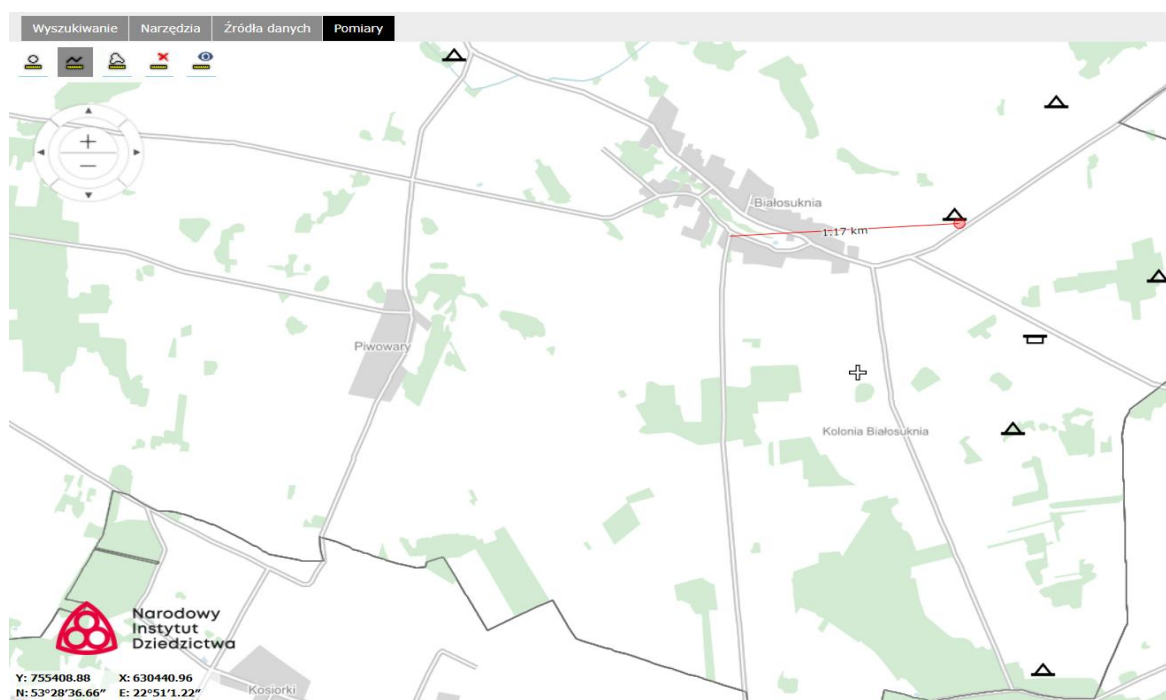 Wyszukiwanie Narzędzia Źródła danych Pomiary
Białosuknia
1.17 km
Piwowary
Kolonia Białosuknia
Narodowy
Instytut
Dziedzictwa
Y: 755408.88 X: 630440.96
N: 53°28'36.66" E: 22°51'1.22"
Kosiorki